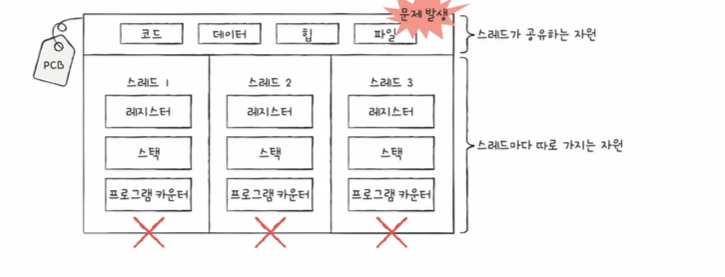 문제 발생
코드 데이터 힙 파일
스레드가 공유하는 자원
PCB
스레드 1 스레드 2 스레드 3
레지스터 레지스터 레지스터
스택 스택 스택
스레드마다 따로 가지는 자원
프로그램 카운터 프로그램 카운터 프로그램 카운터